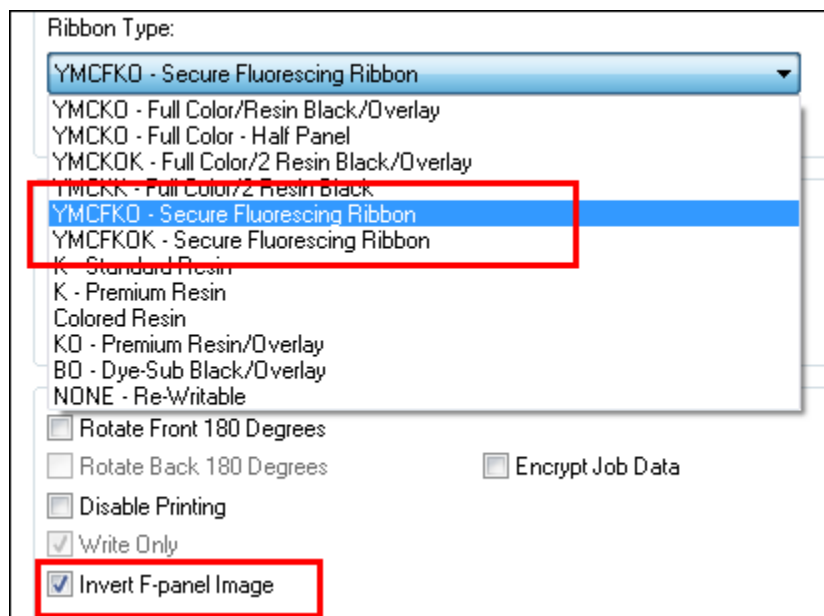 Ribbon Type:
YMCFKO - Secure Fluorescing Ribbon
YMCKO - Full Color/Resin Black/Overlay
YMCKO - Full Color - Half Panel
YMCKOK - Full Color/2 Resin Black/Overlay
YMCKK - Full Color/2 Resin Black
YMCFKO - Secure Fluorescing Ribbon
YMCFKOK - Secure Fluorescing Ribbon
K - Standard Resin
K - Premium Resin
Colored Resin
KO - Premium Resin/Overlay
BO - Dye-Sub Black/Overlay
NONE - Re-Writable
Rotate Front 180 Degrees
Rotate Back 180 Degrees Encrypt Job Data
Disable Printing
Write Only
Invert F-panel Image